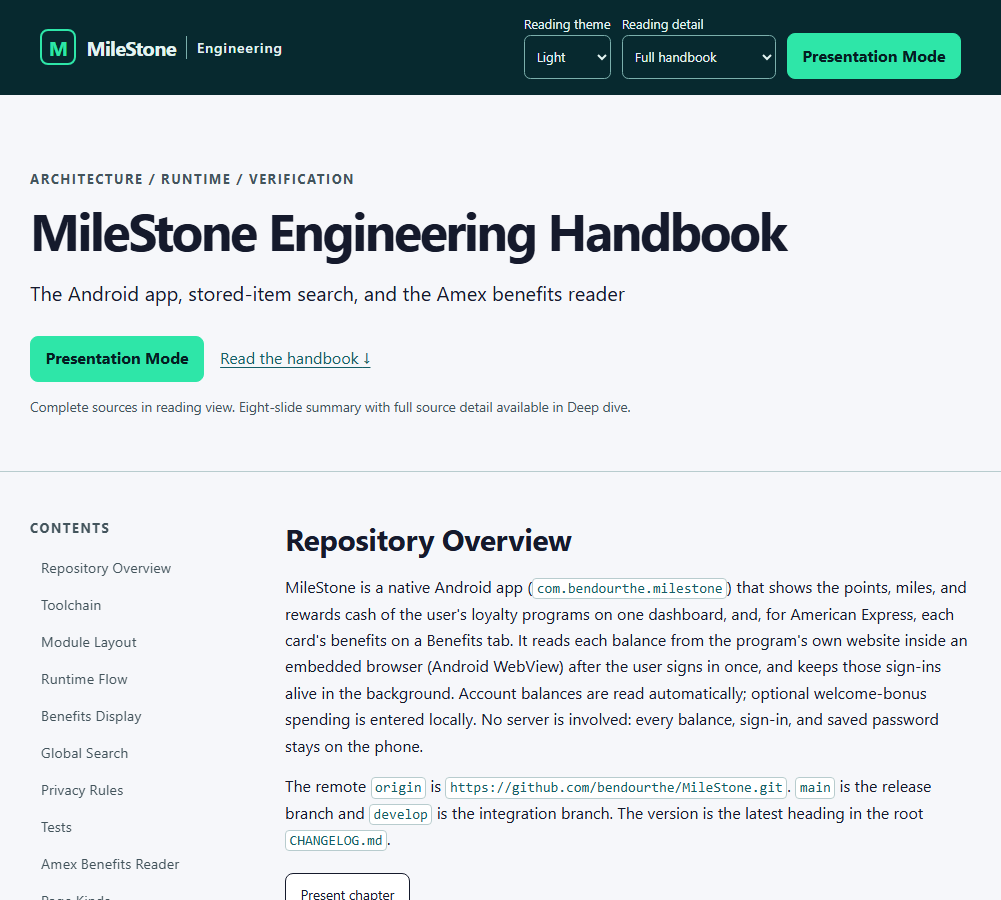 M MileStone Engineering
Reading theme Reading detail
Light Full handbook Presentation Mode
ARCHITECTURE / RUNTIME / VERIFICATION
MileStone Engineering Handbook
The Android app, stored-item search, and the Amex benefits reader
Presentation Mode Read the handbook ↓
Complete sources in reading view. Eight-slide summary with full source detail available in Deep dive.
CONTENTS
Repository Overview
Toolchain
Module Layout
Runtime Flow
Benefits Display
Global Search
Privacy Rules
Tests
Amex Benefits Reader
Page Kinds
Repository Overview
MileStone is a native Android app (com.bendourthe.milestone) that shows the points, miles, and
rewards cash of the user's loyalty programs on one dashboard, and, for American Express, each
card's benefits on a Benefits tab. It reads each balance from the program's own website inside an
embedded browser (Android WebView) after the user signs in once, and keeps those sign-ins
alive in the background. Account balances are read automatically; optional welcome-bonus
spending is entered locally. No server is involved: every balance, sign-in, and saved password
stays on the phone.
The remote origin is https://github.com/bendourthe/MileStone.git. main is the release
branch and develop is the integration branch. The version is the latest heading in the root
CHANGELOG.md.
Present chapter